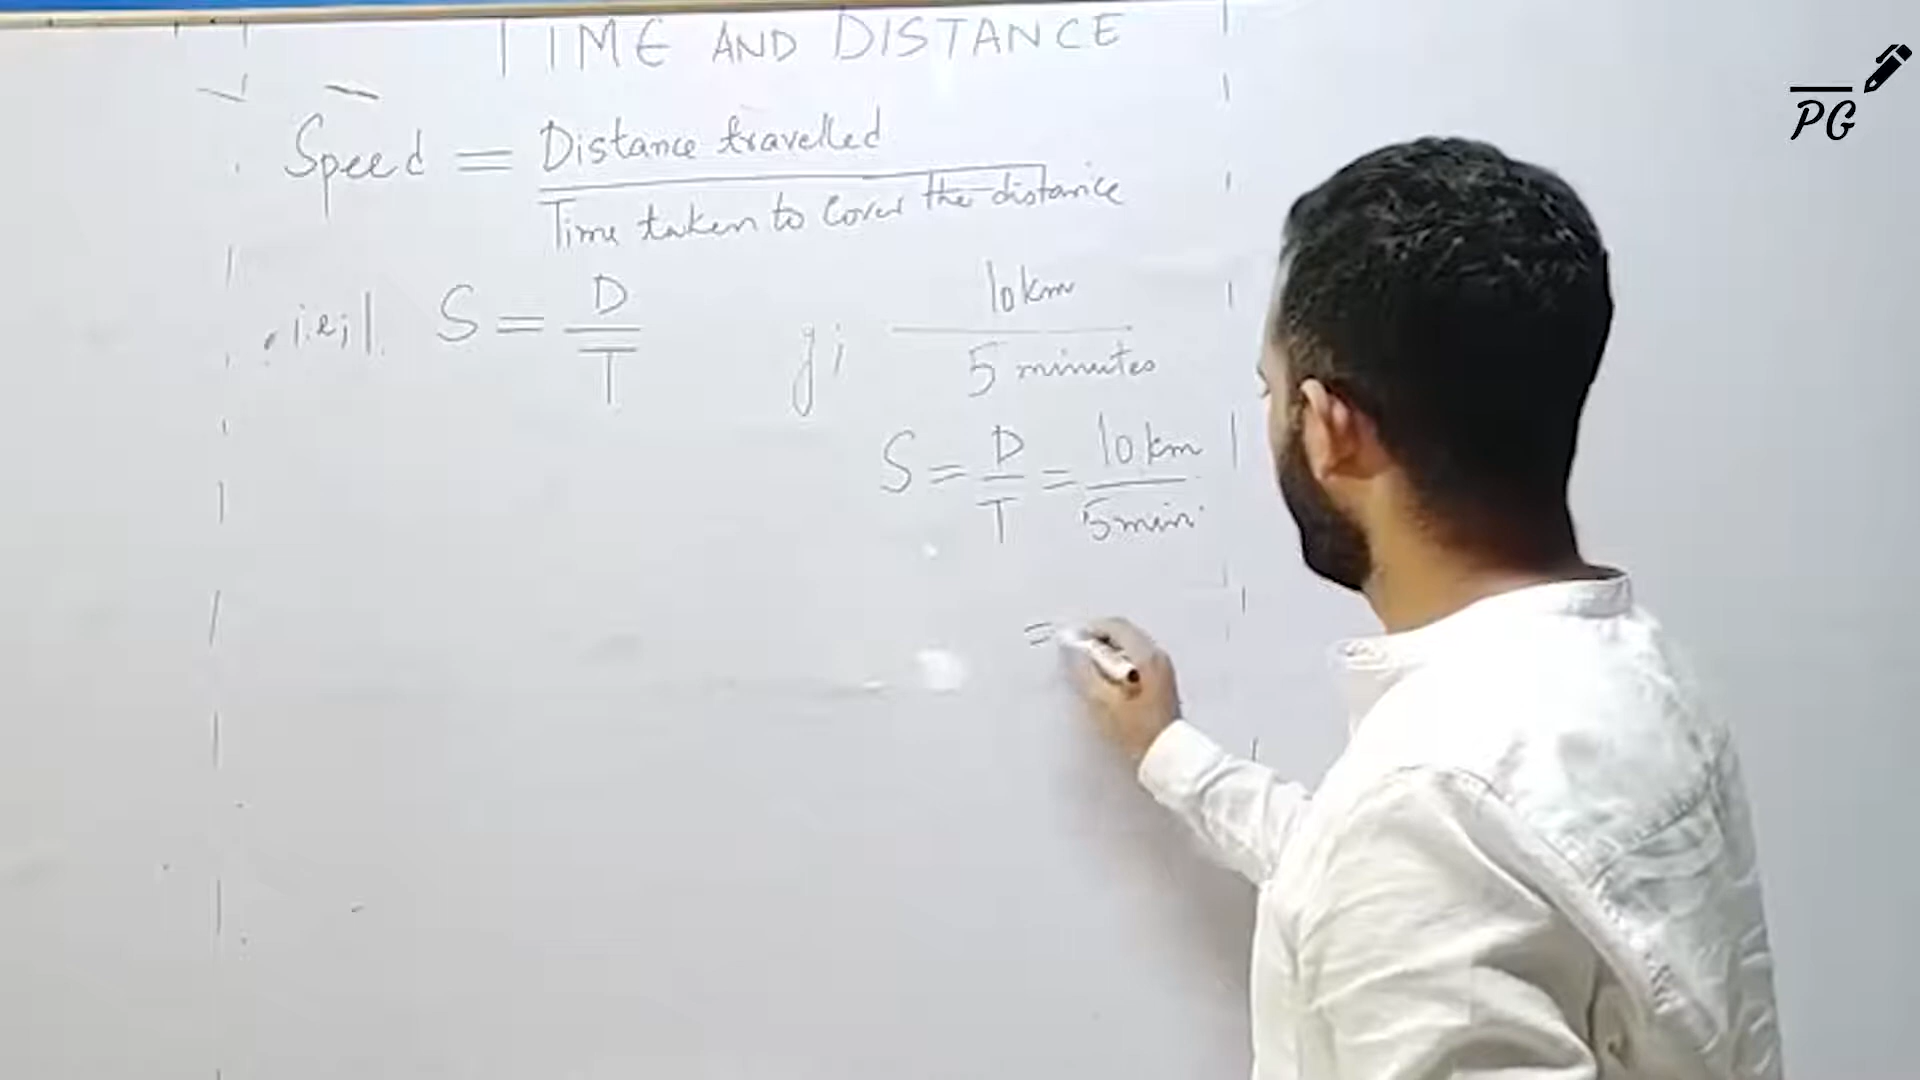 TIME AND DISTANCE
PG
Speed = Distance travelled
Time taken to cover the distance
i.e; S = D
T
10 km
5 minutes
S = D = 10 km
T 5 min.
=